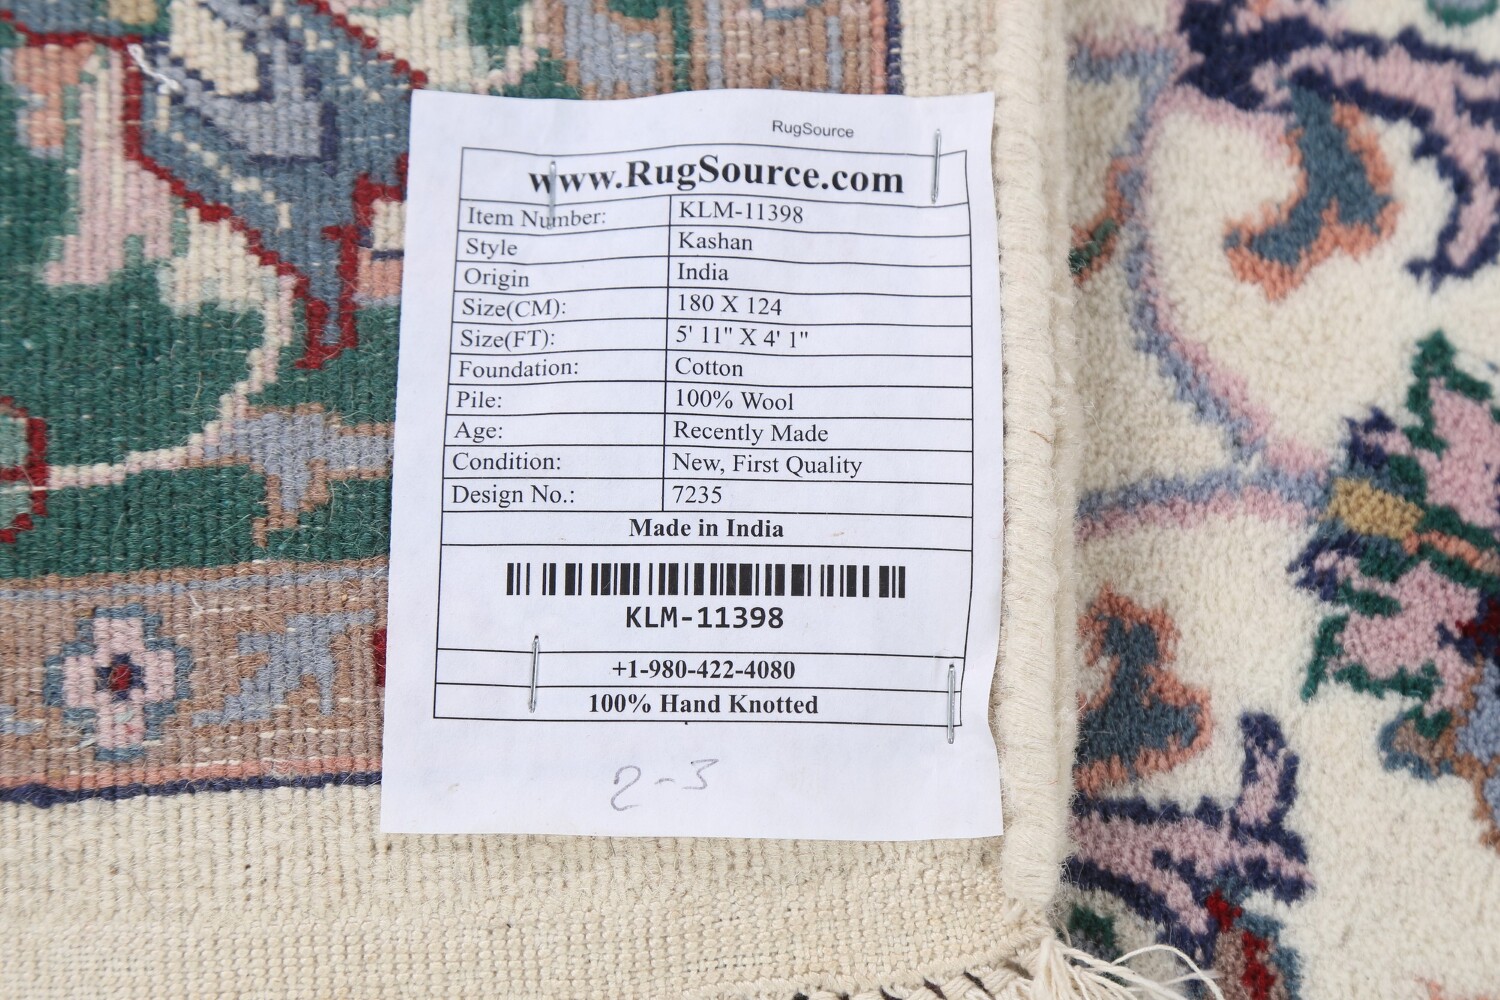 RugSource
www.RugSource.com
Item Number: KLM-11398
Style Kashan
Origin India
Size(CM): 180 X 124
Size(FT): 5' 11" X 4' 1"
Foundation: Cotton
Pile: 100% Wool
Age: Recently Made
Condition: New, First Quality
Design No.: 7235
Made in India
KLM-11398
+1-980-422-4080
100% Hand Knotted
2-3